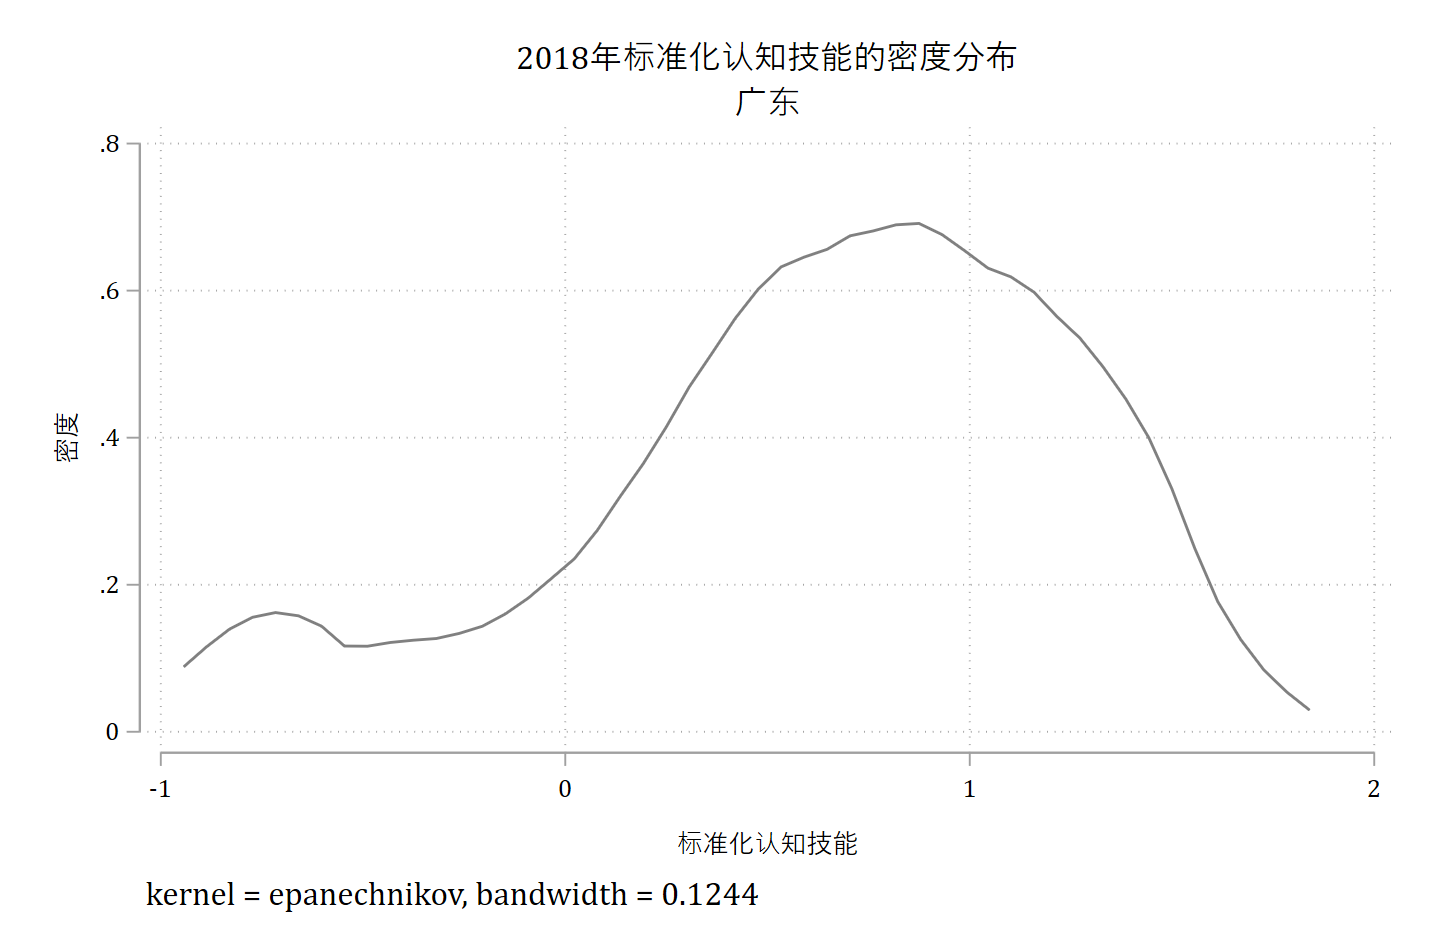 2018年标准化认知技能的密度分布
广东
.8
.6
.4
.2
0
密度
-1
0
1
2
标准化认知技能
kernel = epanechnikov, bandwidth = 0.1244